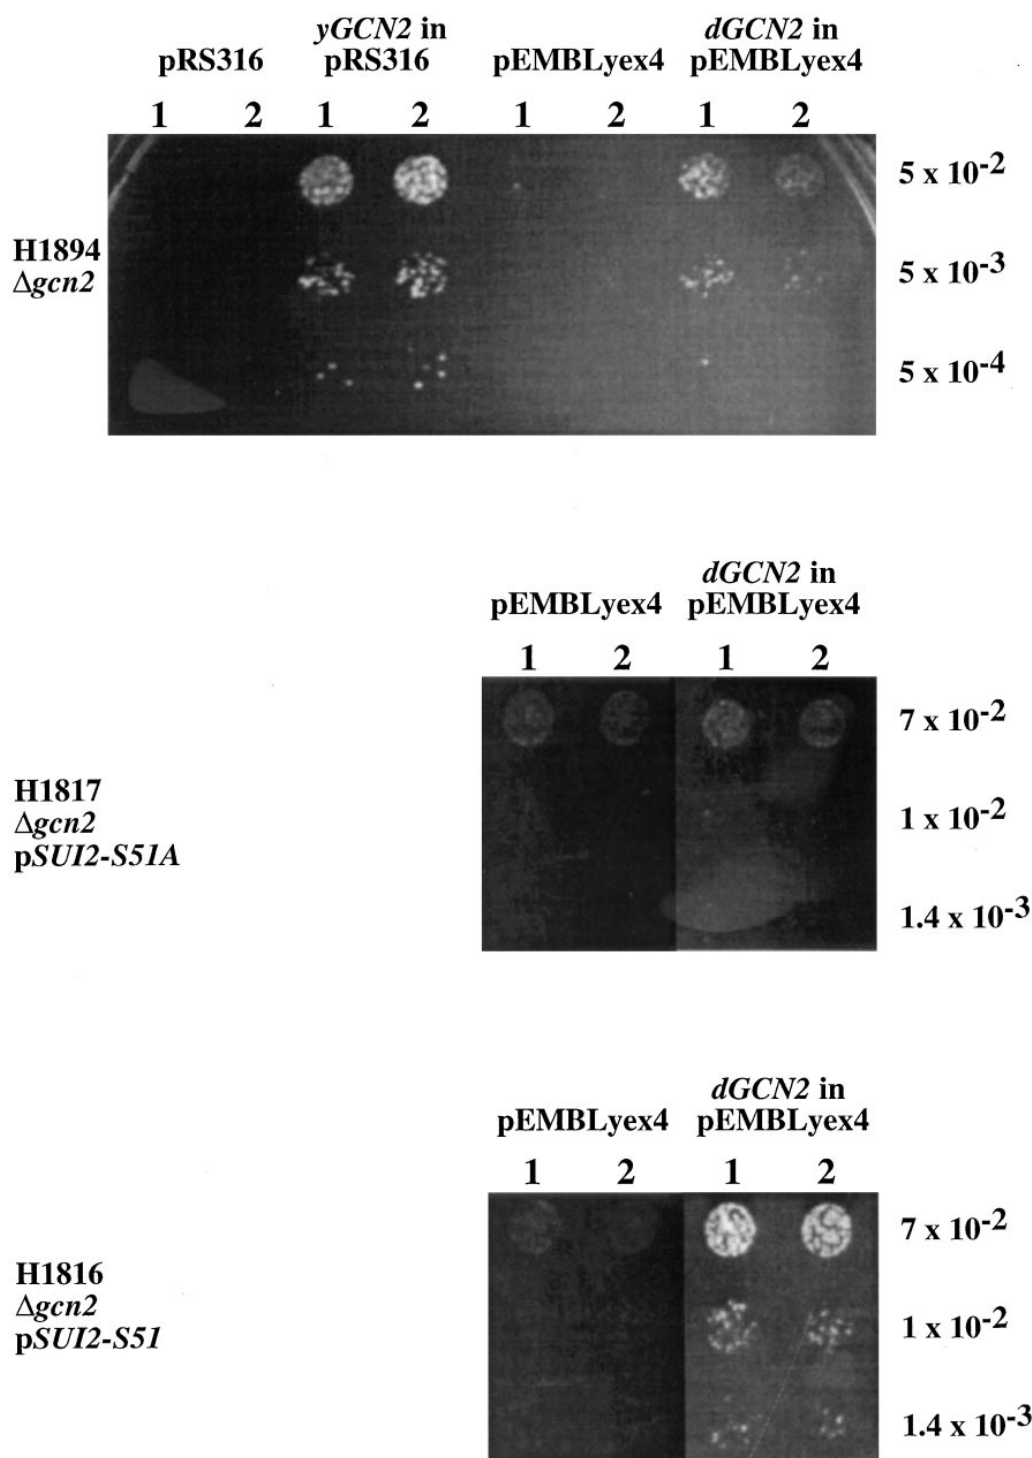 yGCN2 in dGCN2 in
pRS316 pRS316 pEMBLyex4 pEMBLyex4
1 2 1 2 1 2 1 2
5 x 10-2
H1894
Δgcn2
5 x 10-3
5 x 10-4
dGCN2 in
pEMBLyex4 pEMBLyex4
1 2 1 2
7 x 10-2
H1817
Δgcn2
pSUI2-S51A
1 x 10-2
1.4 x 10-3
dGCN2 in
pEMBLyex4 pEMBLyex4
1 2 1 2
7 x 10-2
H1816
Δgcn2
pSUI2-S51
1 x 10-2
1.4 x 10-3